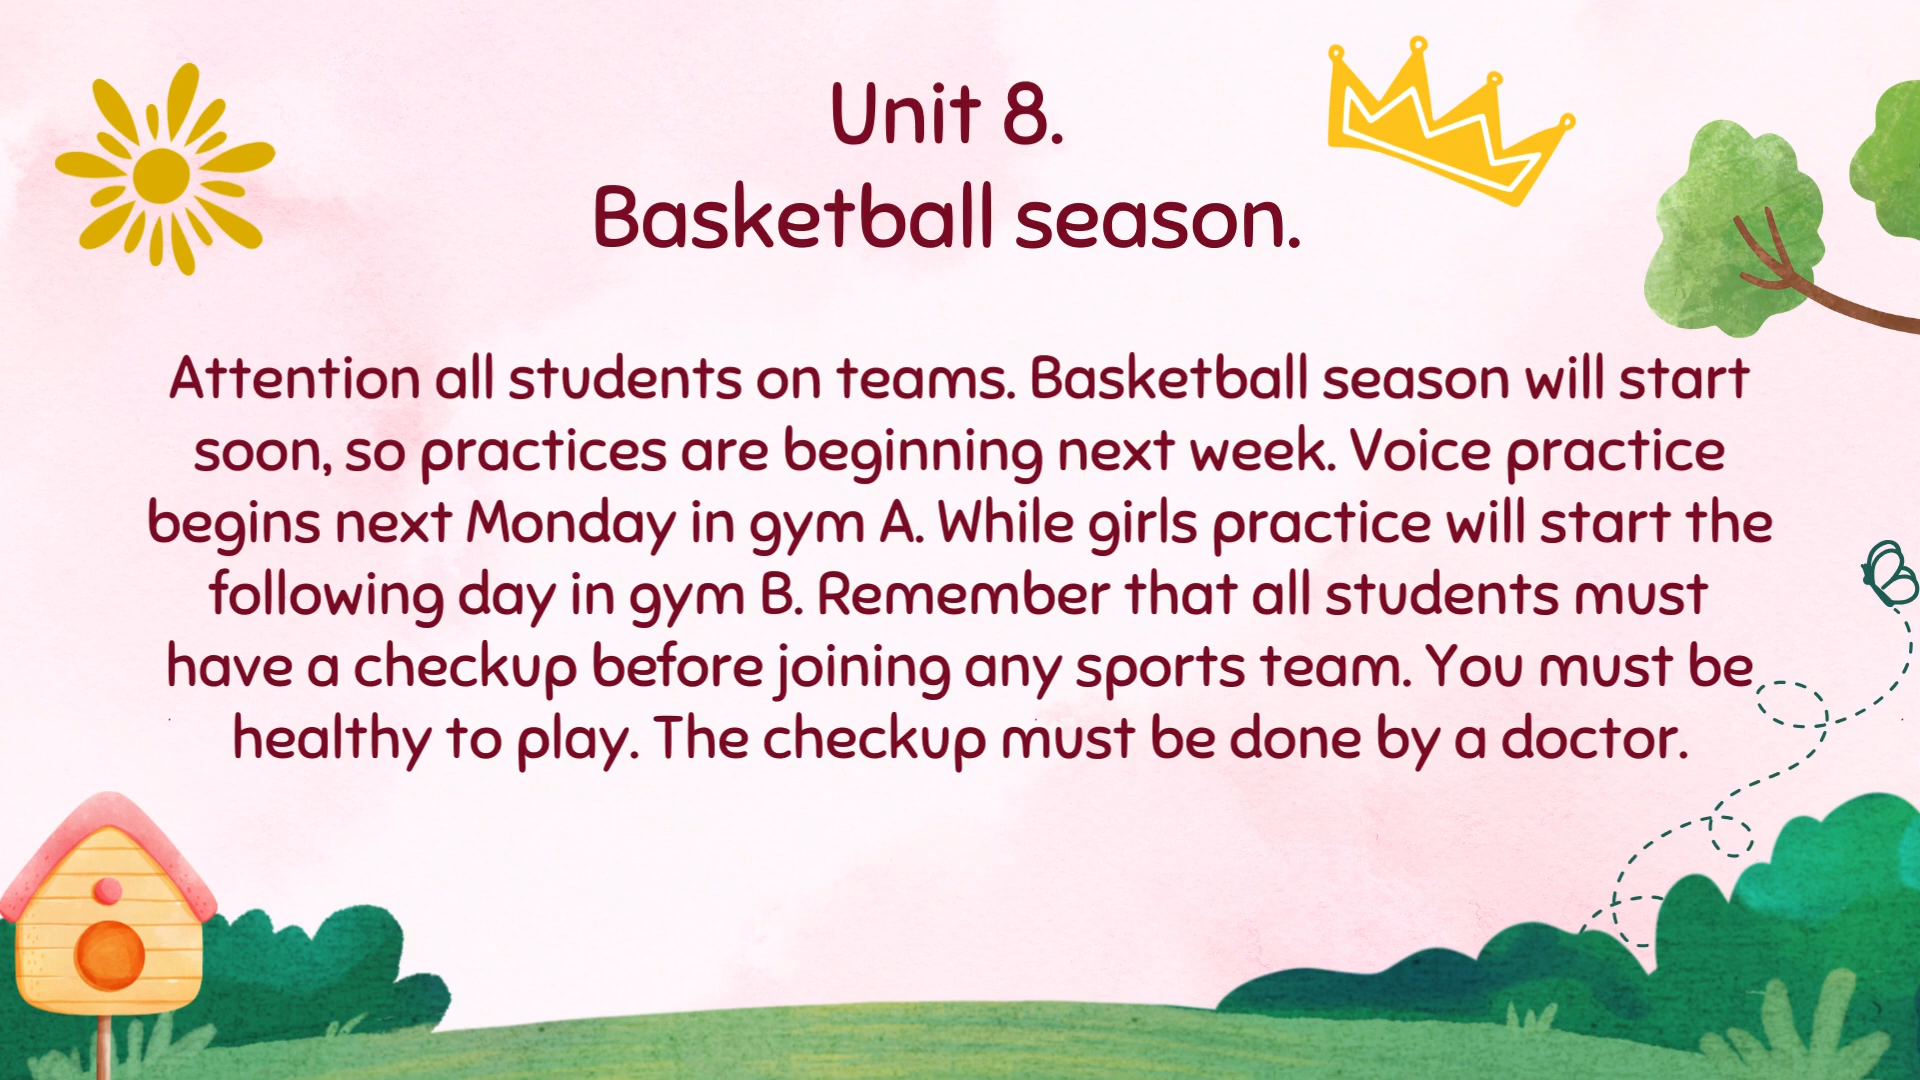 Unit 8.
Basketball season.
Attention all students on teams. Basketball season will start
soon, so practices are beginning next week. Voice practice
begins next Monday in gym A. While girls practice will start the
following day in gym B. Remember that all students must
have a checkup before joining any sports team. You must be
healthy to play. The checkup must be done by a doctor.